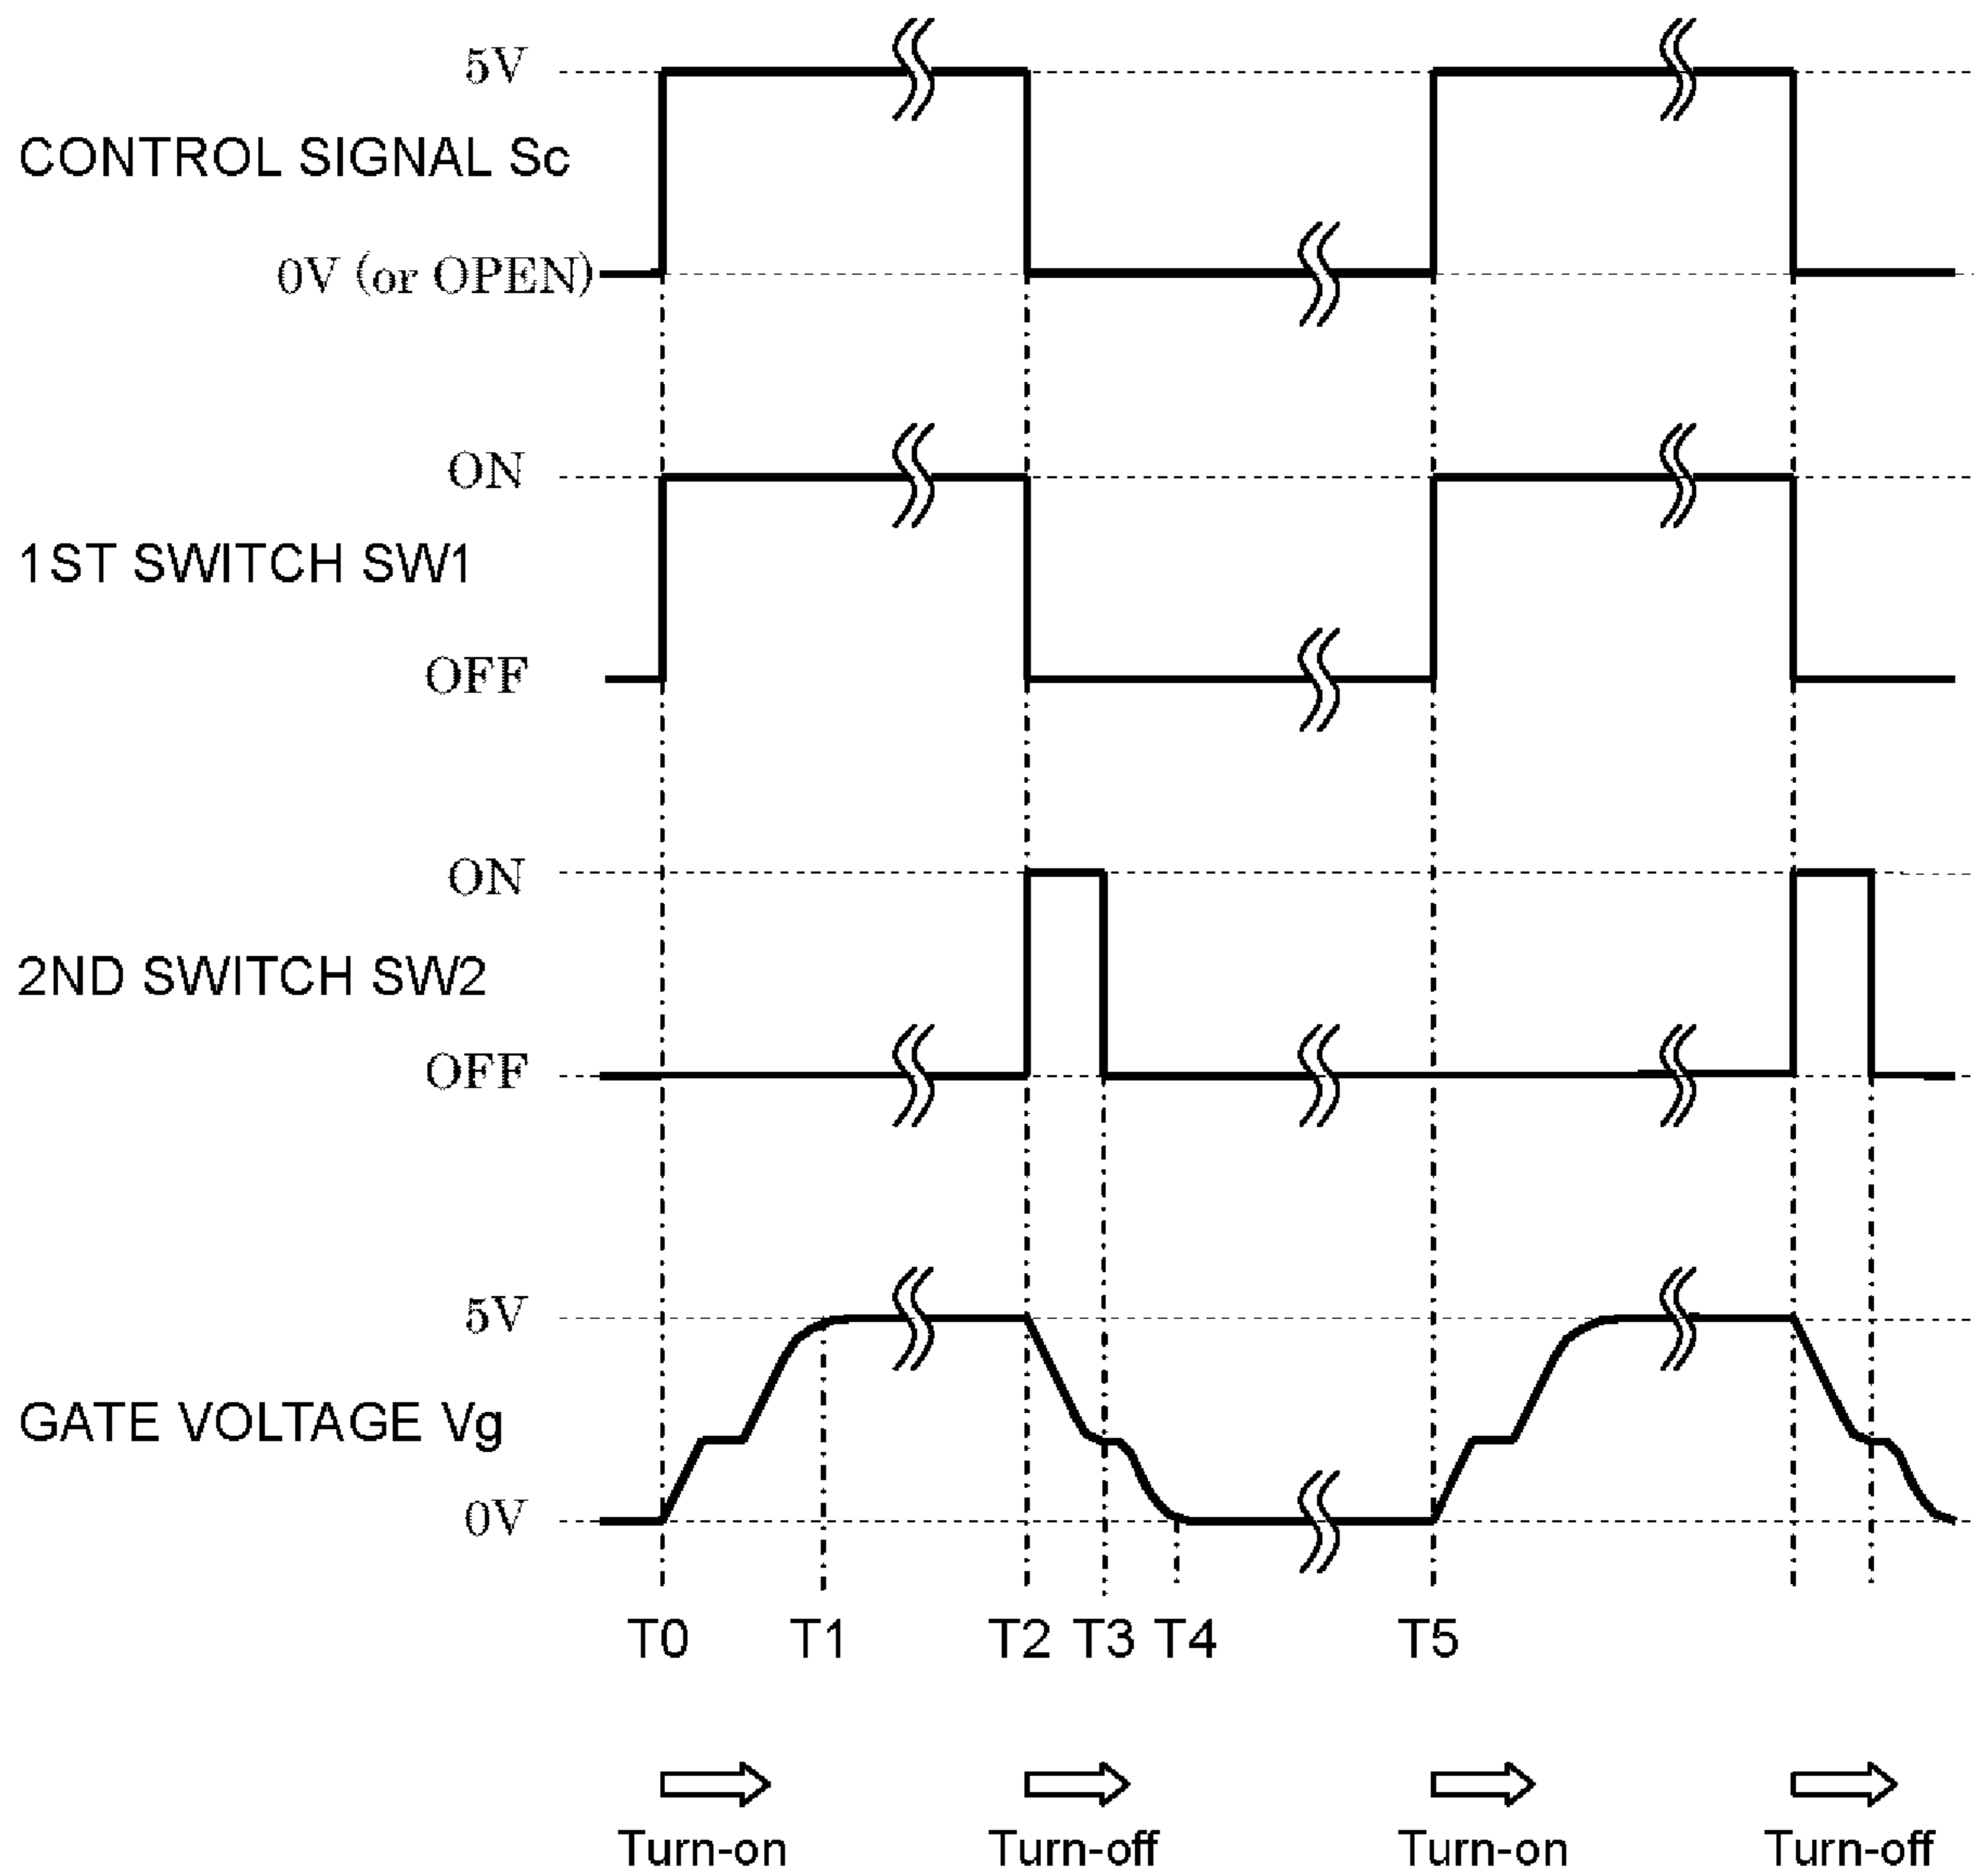 5V
CONTROL SIGNAL Sc
0V (or OPEN)
ON
1ST SWITCH SW1
OFF
ON
2ND SWITCH SW2
OFF
5V
GATE VOLTAGE Vg
0V
T0 T1 T2 T3 T4 T5
Turn-on Turn-off Turn-on Turn-off